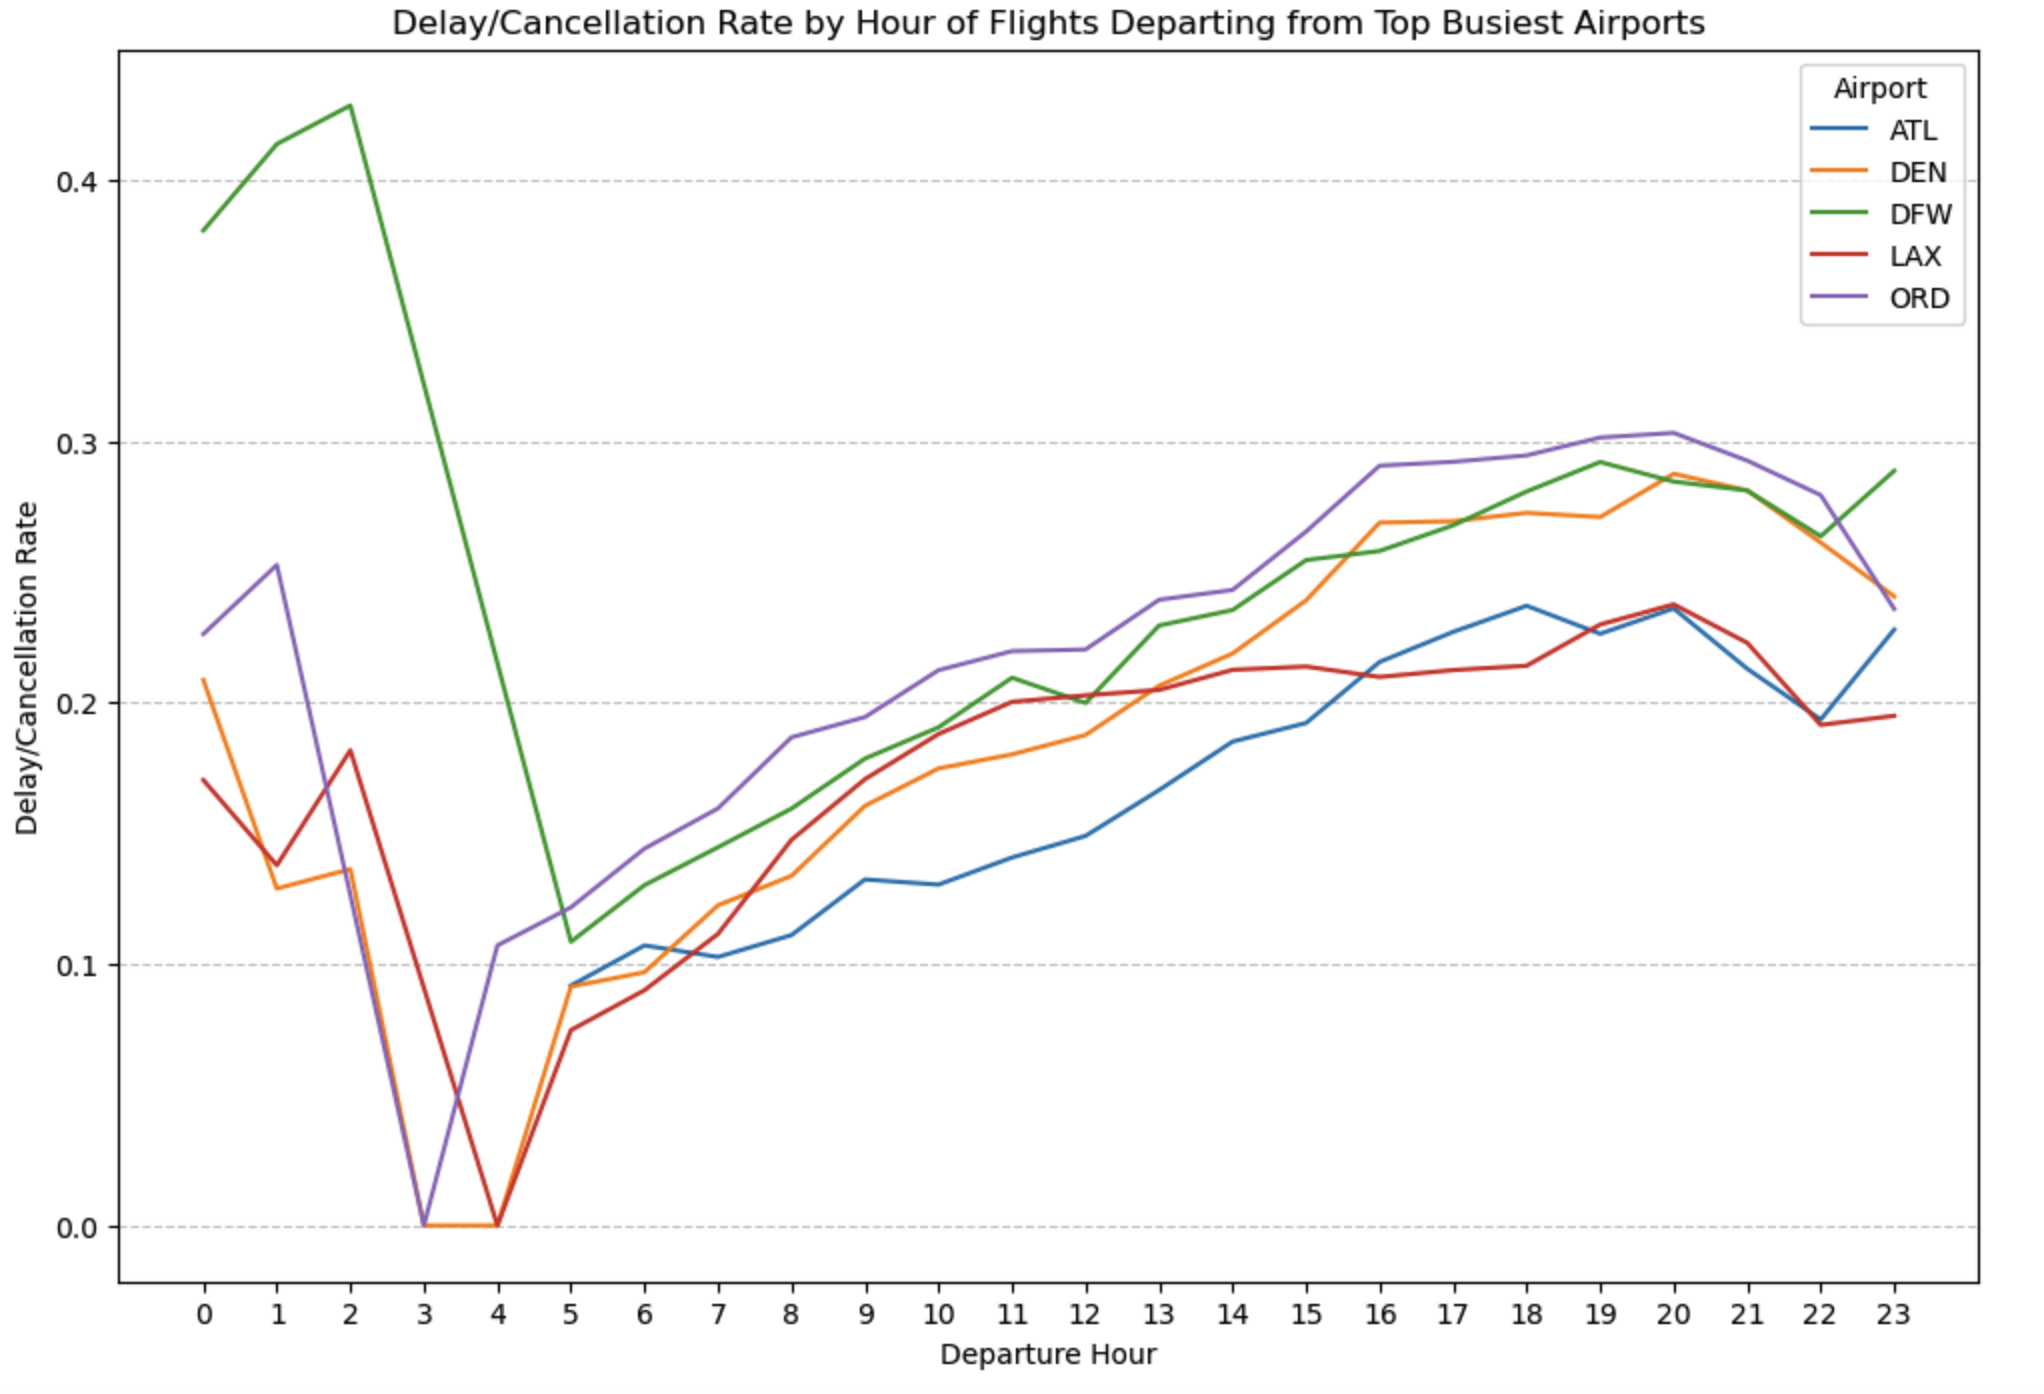 Delay/Cancellation Rate by Hour of Flights Departing from Top Busiest Airports
Airport
ATL
DEN
DFW
LAX
ORD
Delay/Cancellation Rate
0.4
0.3
0.2
0.1
0.0
0 1 2 3 4 5 6 7 8 9 10 11 12 13 14 15 16 17 18 19 20 21 22 23
Departure Hour